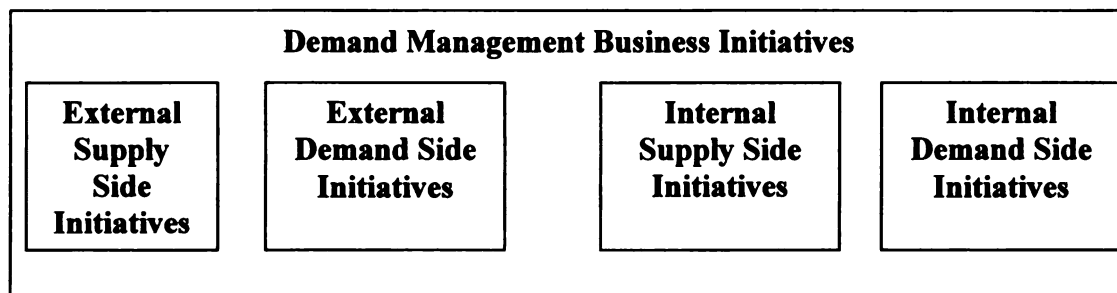 Demand Management Business Initiatives
External
Supply
Side
Initiatives
External
Demand Side
Initiatives
Internal
Supply Side
Initiatives
Internal
Demand Side
Initiatives